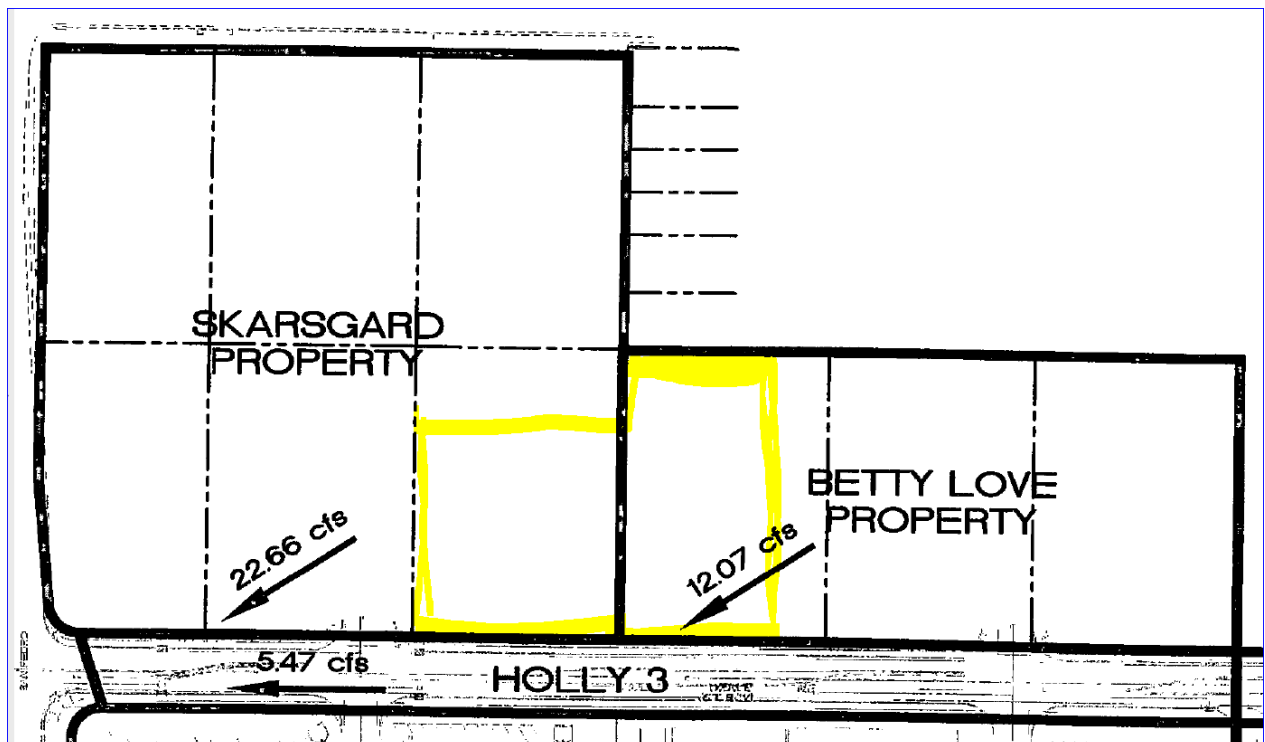 SKARSGARD
PROPERTY
BETTY LOVE
PROPERTY
22.66 cfs
12.07 cfs
5.47 cfs
HOLLY 3